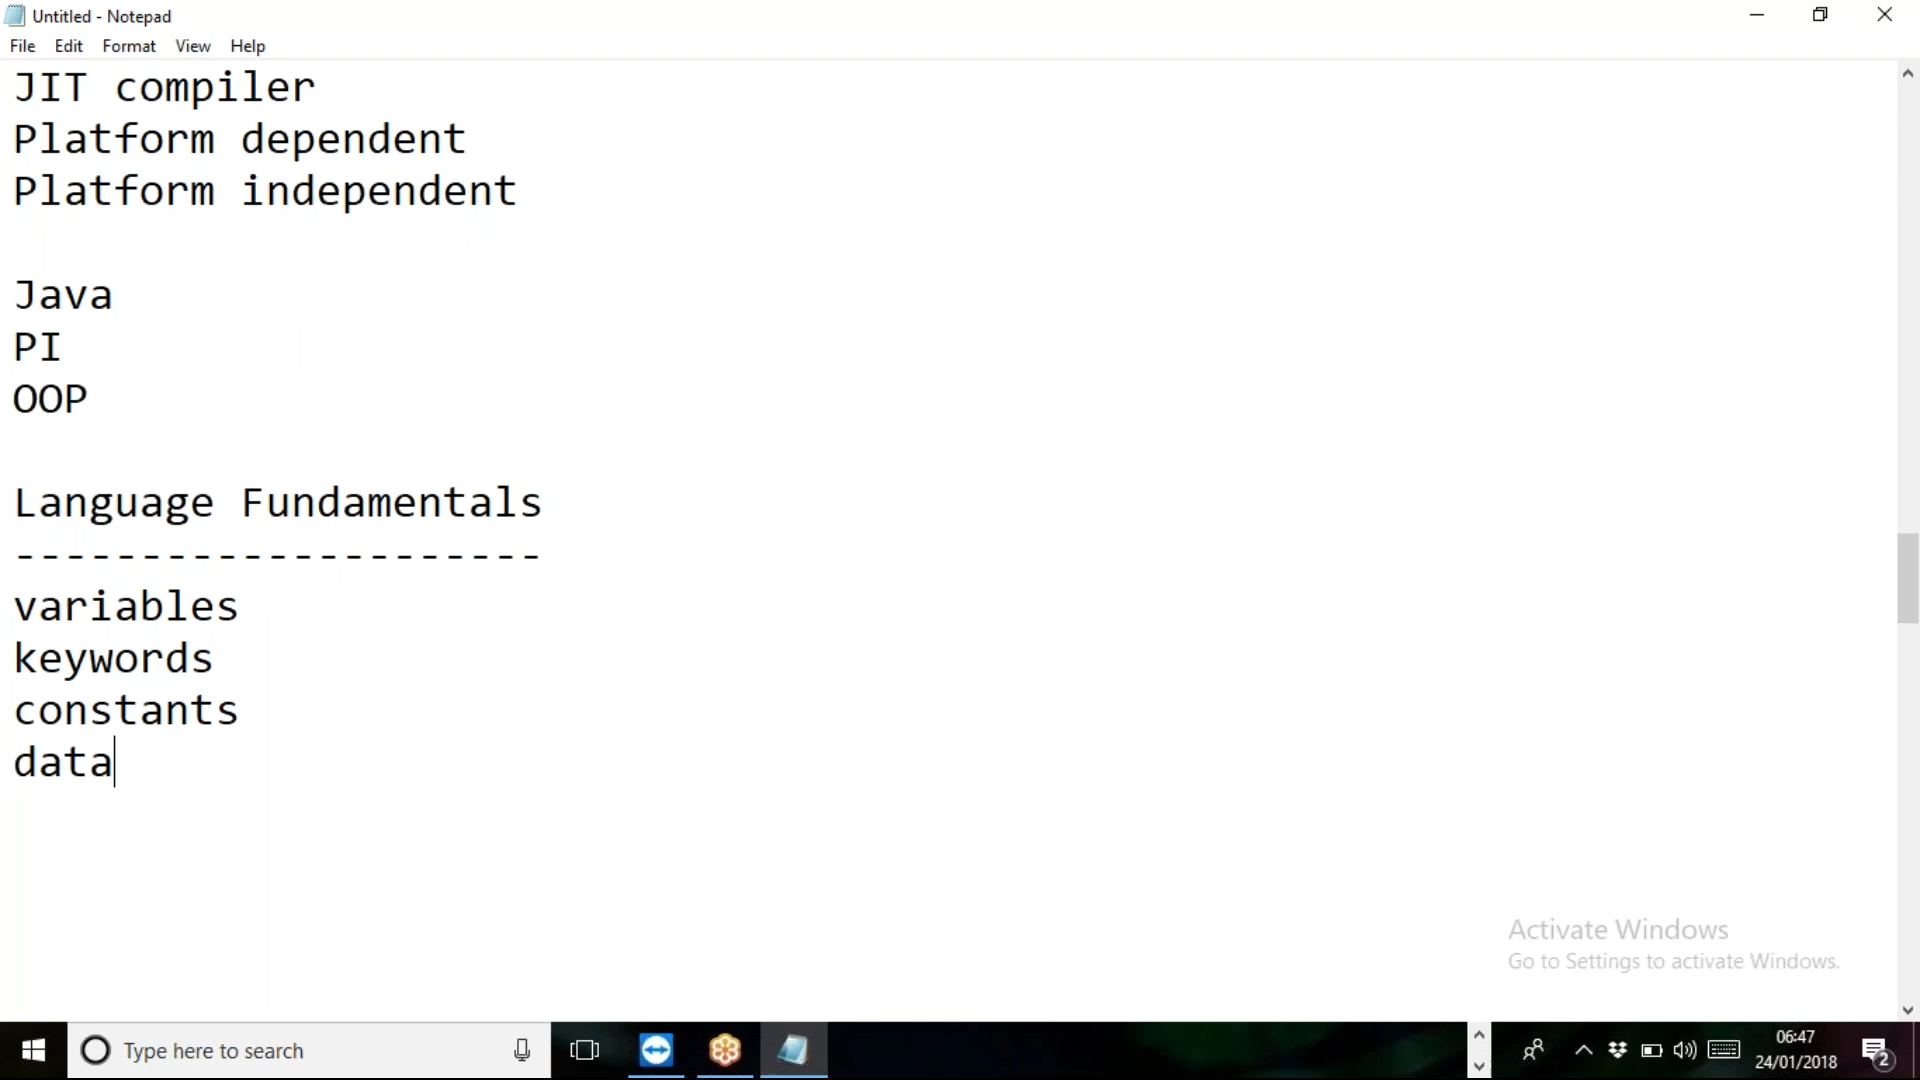 Untitled - Notepad
File Edit Format View Help
JIT compiler
Platform dependent
Platform independent
Java
PI
OOP
Language Fundamentals
---------------------
variables
keywords
constants
data
Activate Windows
Go to Settings to activate Windows.
Type here to search
06:47
24/01/2018
2